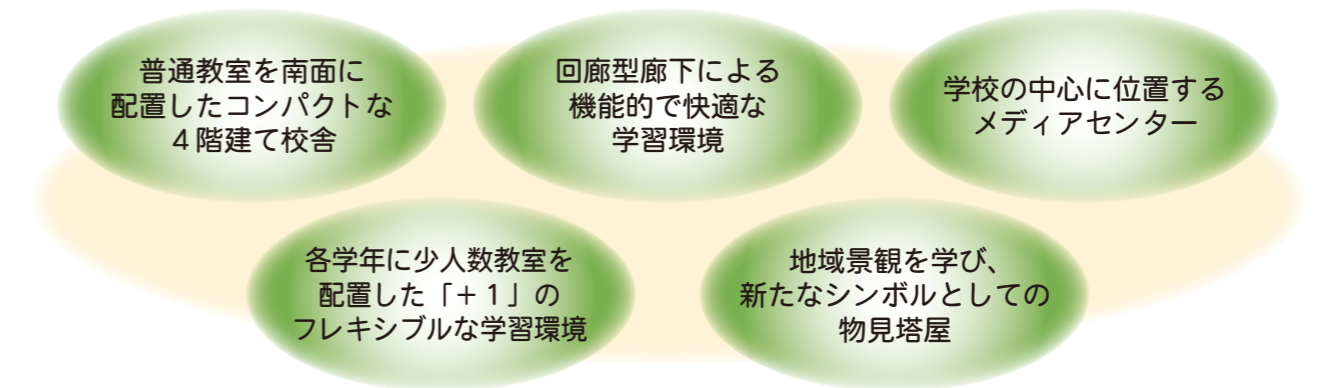 普通教室を南面に
配置したコンパクトな
４階建て校舎
回廊型廊下による
機能的で快適な
学習環境
学校の中心に位置する
メディアセンター
各学年に少人数教室を
配置した「＋１」の
フレキシブルな学習環境
地域景観を学び、
新たなシンボルとしての
物見塔屋